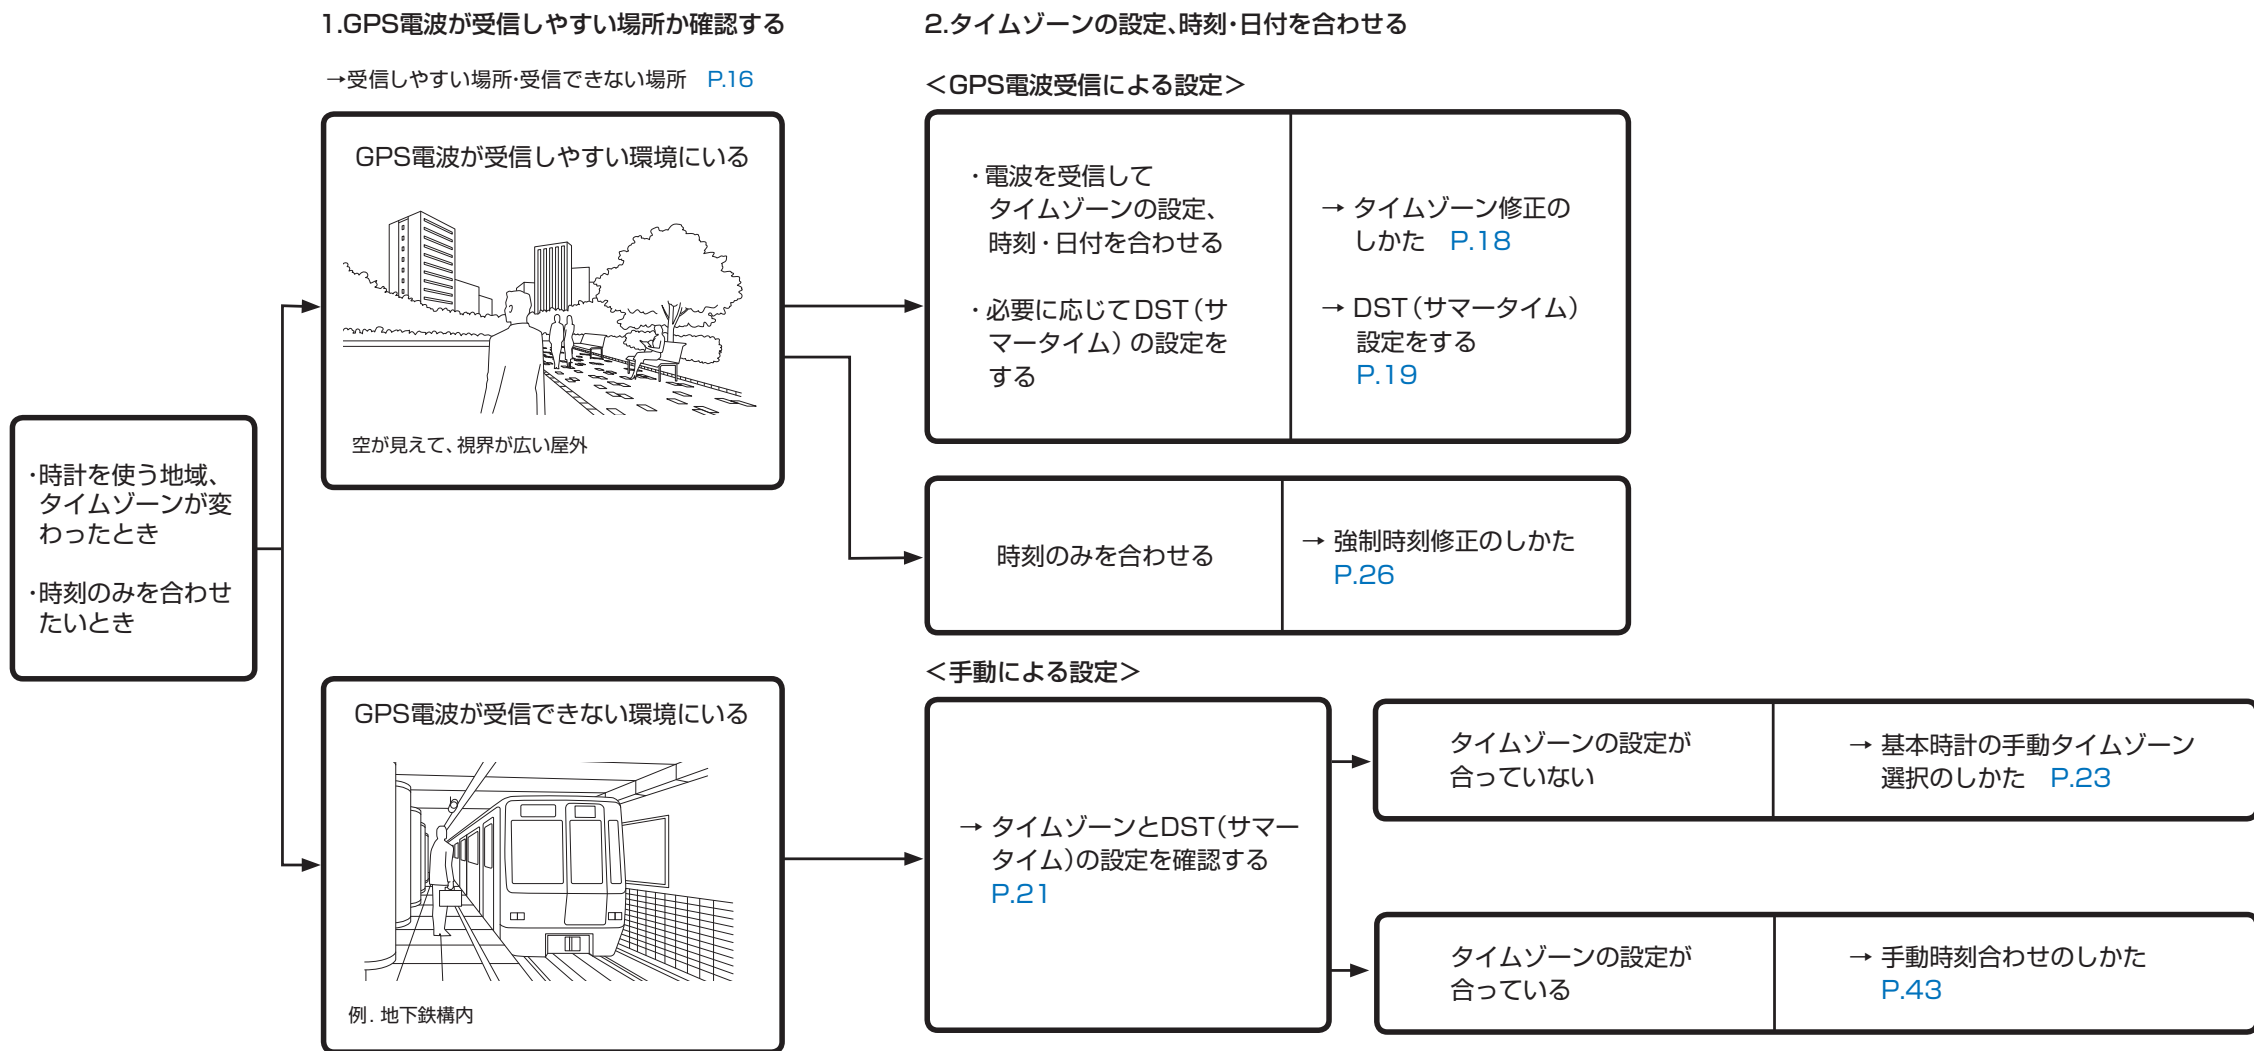 1.GPS電波が受信しやすい場所か確認する
→受信しやすい場所・受信できない場所　P.16
GPS電波が受信しやすい環境にいる
空が見えて、視界が広い屋外
・時計を使う地域、
タイムゾーンが変
わったとき
・時刻のみを合わせ
たいとき
GPS電波が受信できない環境にいる
例. 地下鉄構内
2.タイムゾーンの設定、時刻・日付を合わせる
＜GPS電波受信による設定＞
・電波を受信して
タイムゾーンの設定、
時刻・日付を合わせる
・必要に応じてDST（サ
マータイム）の設定を
する
→ タイムゾーン修正の
しかた　P.18
→ DST（サマータイム）
設定をする
P.19
時刻のみを合わせる
→ 強制時刻修正のしかた
P.26
＜手動による設定＞
→ タイムゾーンとDST（サマー
タイム）の設定を確認する
P.21
タイムゾーンの設定が
合っていない
→ 基本時計の手動タイムゾーン
選択のしかた　P.23
タイムゾーンの設定が
合っている
→ 手動時刻合わせのしかた
P.43